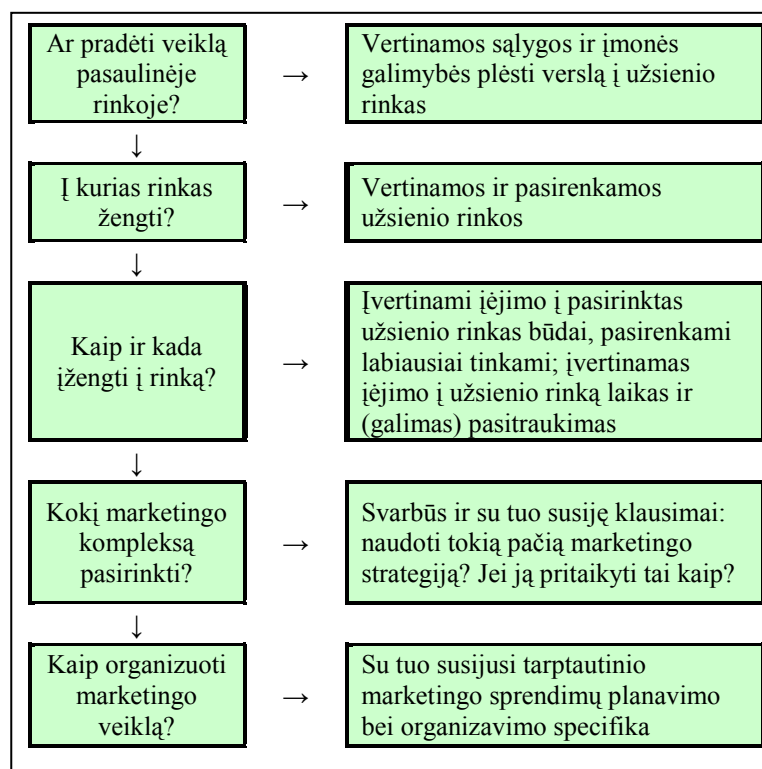 Ar pradėti veiklą
pasaulinėje
rinkoje?
→
Vertinamos sąlygos ir įmonės
galimybės plėsti verslą į užsienio
rinkas
↓
Į kurias rinkas
žengti?
→
Vertinamos ir pasirenkamos
užsienio rinkos
↓
Kaip ir kada
įžengti į rinką?
→
Įvertinami įėjimo į pasirinktas
užsienio rinkas būdai, pasirenkami
labiausiai tinkami; įvertinamas
įėjimo į užsienio rinką laikas ir
(galimas) pasitraukimas
↓
Kokį marketingo
kompleksą
pasirinkti?
→
Svarbūs ir su tuo susiję klausimai:
naudoti tokią pačią marketingo
strategiją? Jei ją pritaikyti tai kaip?
↓
Kaip organizuoti
marketingo
veiklą?
→
Su tuo susijusi tarptautinio
marketingo sprendimų planavimo
bei organizavimo specifika